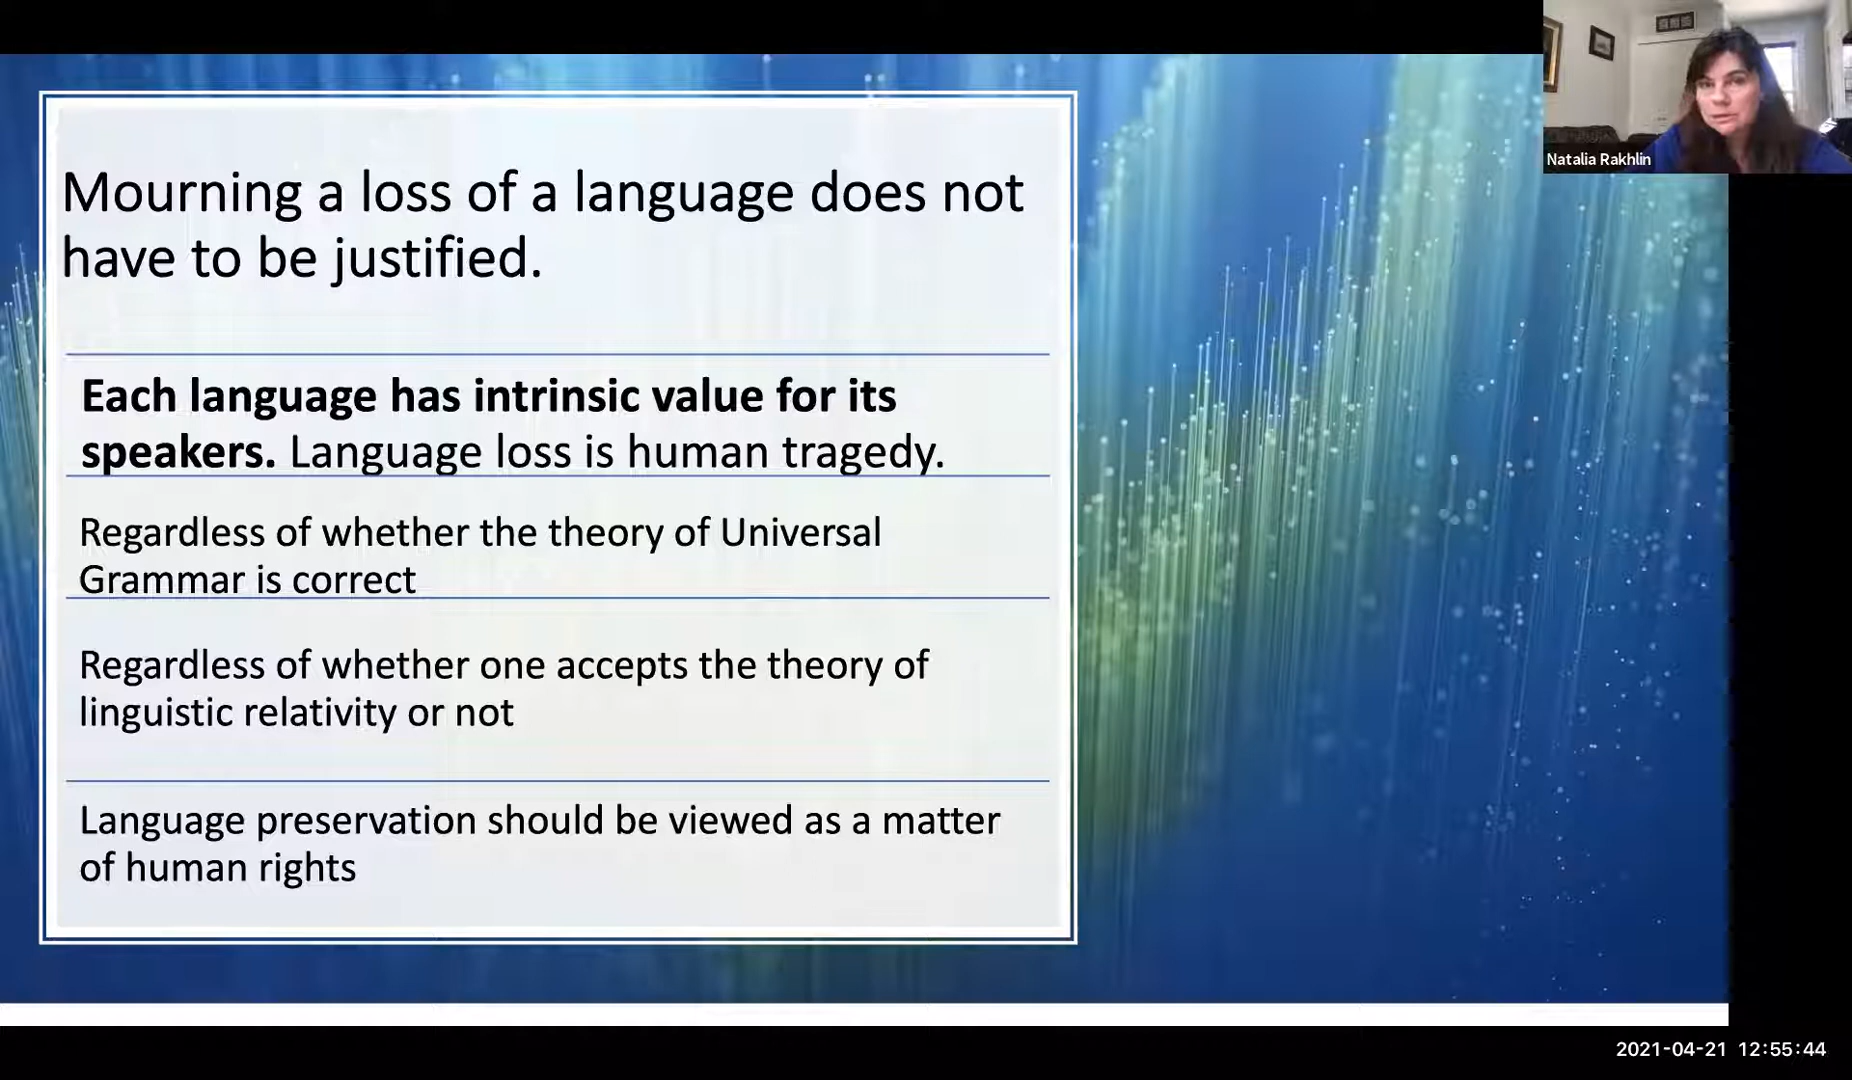 Mourning a loss of a language does not
have to be justified.
Each language has intrinsic value for its
speakers. Language loss is human tragedy.
Regardless of whether the theory of Universal
Grammar is correct
Regardless of whether one accepts the theory of
linguistic relativity or not
Language preservation should be viewed as a matter
of human rights
Natalia Rakhlin
2021-04-21 12:55:44